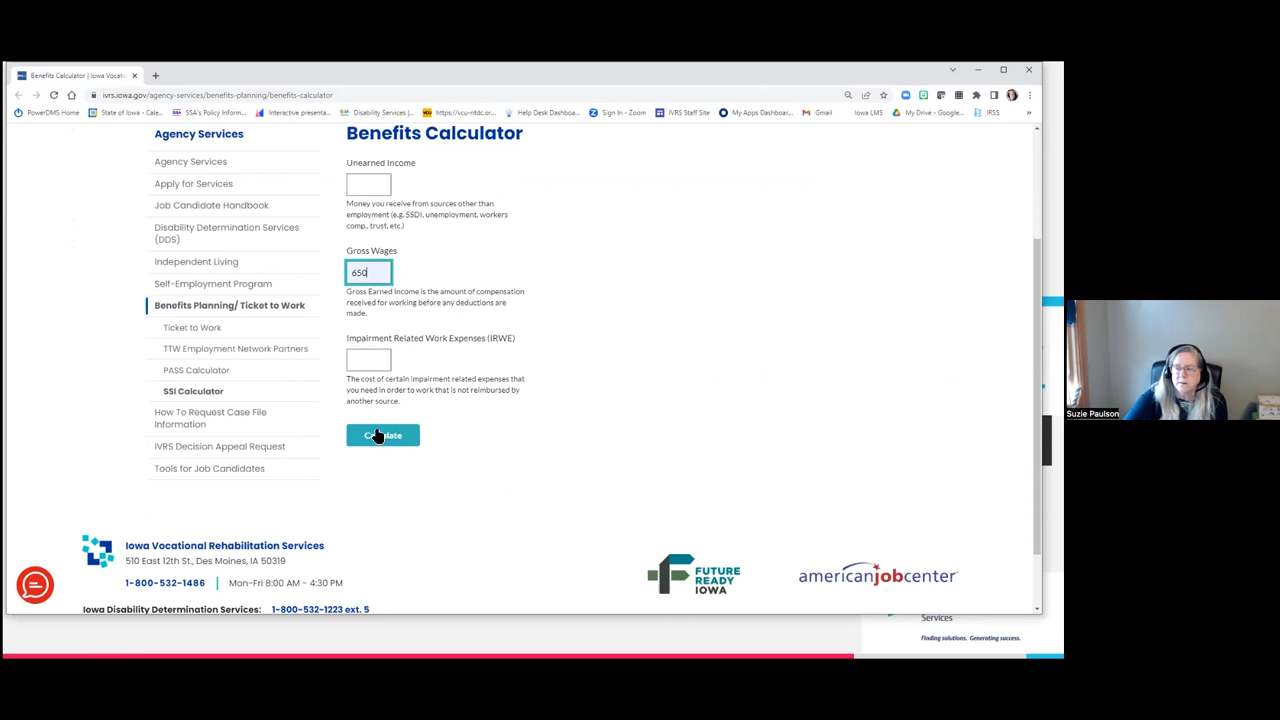 Benefits Calculator | Iowa Vocati
ivrs.iowa.gov/agency-services/benefits-planning/benefits-calculator
PowerDMS Home
State of Iowa - Cale...
SSA's Policy Infor...
Interactive presenta...
Disability Services |...
https://vcu-ntdc.or...
Help Desk Dashboa...
Sign In - Zoom
IVRS Staff Site
My Apps Dashboar...
Gmail
Iowa LMS
My Drive - Google...
IRSS
»
Agency Services
Agency Services
Apply for Services
Job Candidate Handbook
Disability Determination Services
(DDS)
Independent Living
Self-Employment Program
Benefits Planning/ Ticket to Work
Ticket to Work
TTW Employment Network Partners
PASS Calculator
SSI Calculator
How To Request Case File
Information
IVRS Decision Appeal Request
Tools for Job Candidates
Benefits Calculator
Unearned Income
Money you receive from sources other than
employment (e.g. SSDI, unemployment, workers
comp., trust, etc.)
Gross Wages
650
Gross Earned Income is the amount of compensation
received for working before any deductions are
made.
Impairment Related Work Expenses (IRWE)
The cost of certain impairment related expenses that
you need in order to work that is not reimbursed by
another source.
Calculate
Suzie Paulson
Iowa Vocational Rehabilitation Services
510 East 12th St., Des Moines, IA 50319
1-800-532-1486 | Mon-Fri 8:00 AM - 4:30 PM
Iowa Disability Determination Services: 1-800-532-1223 ext. 5
FUTURE
READY
IOWA
americanjobcenter
Services
Finding solutions. Generating success.